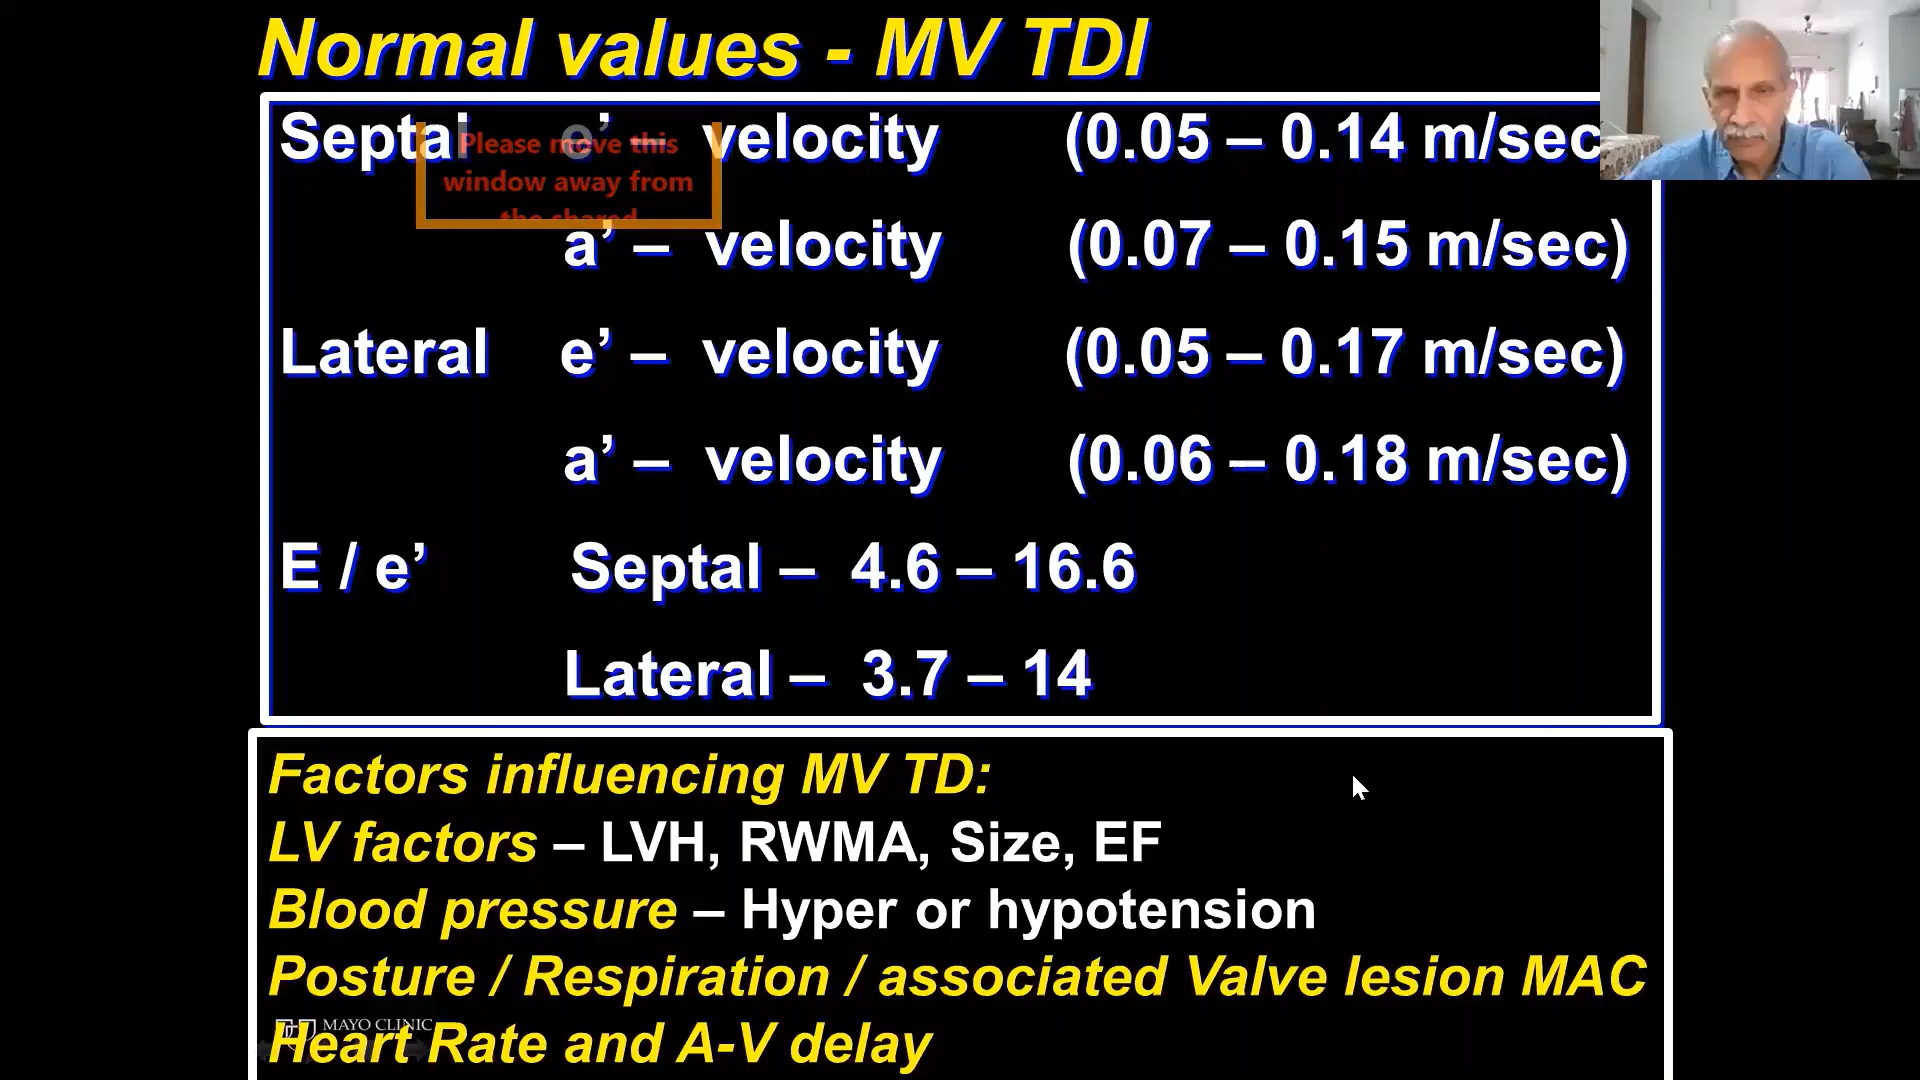 Normal values - MV TDI
Septal e’ – velocity (0.05 – 0.14 m/sec
Please move this
window away from
the shared
a’ – velocity (0.07 – 0.15 m/sec)
Lateral e’ – velocity (0.05 – 0.17 m/sec)
a’ – velocity (0.06 – 0.18 m/sec)
E / e’ Septal – 4.6 – 16.6
Lateral – 3.7 – 14
Factors influencing MV TD:
LV factors – LVH, RWMA, Size, EF
Blood pressure – Hyper or hypotension
Posture / Respiration / associated Valve lesion MAC
MAYO CLINIC
Heart Rate and A-V delay